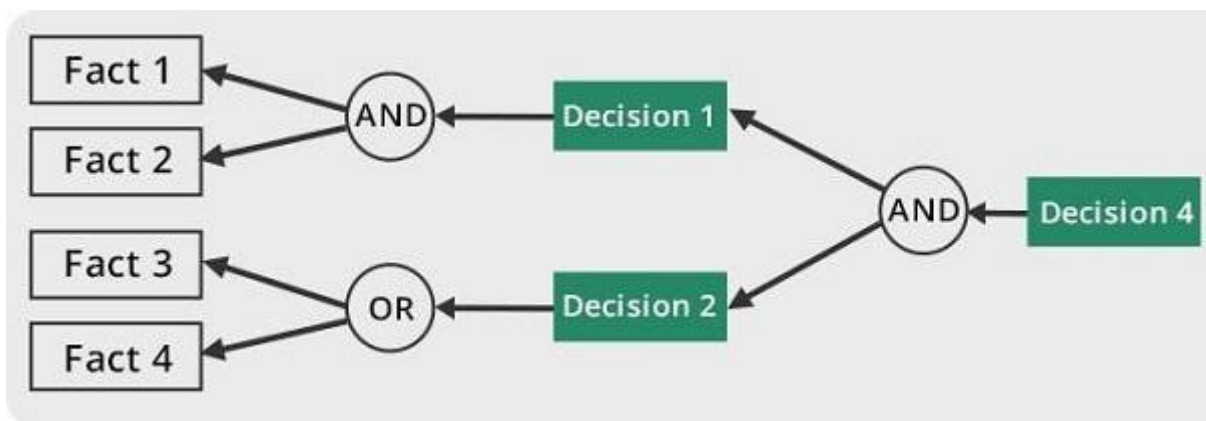 Fact 1
Fact 2
AND
Decision 1
Fact 3
Fact 4
OR
Decision 2
AND
Decision 4